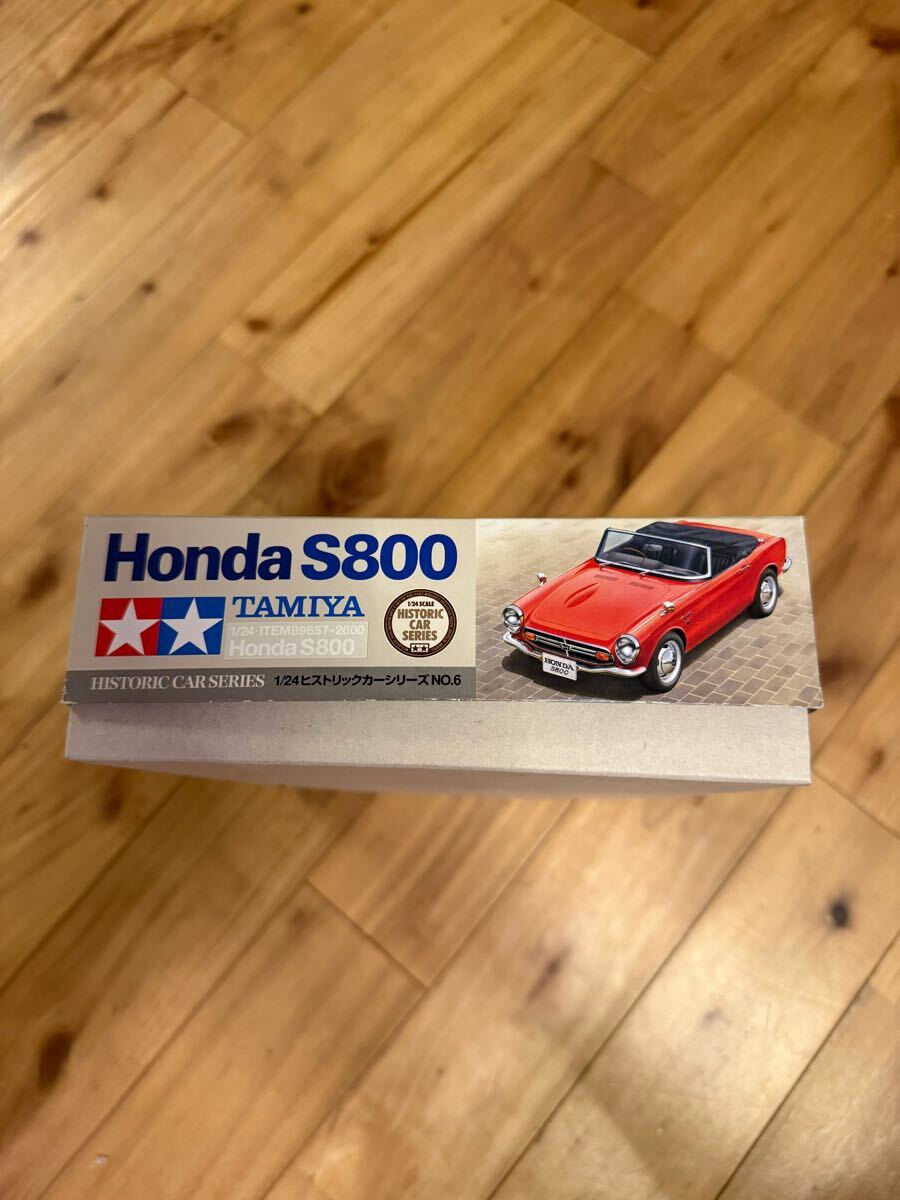 Honda S800
TAMIYA
1/24・ITEM89657・2600
Honda S800
1/24 SCALE
HISTORIC
CAR
SERIES
HISTORIC CAR SERIES 1/24ヒストリックカーシリーズ NO.6
HONDA
S800